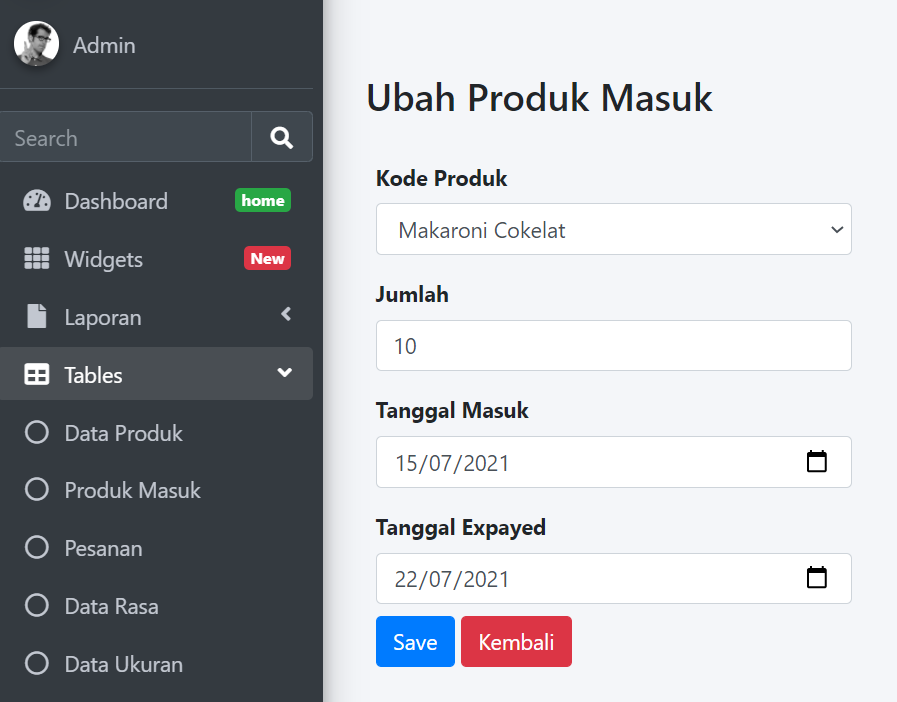 Admin
Search
Dashboard home
Widgets New
Laporan
Tables
Data Produk
Produk Masuk
Pesanan
Data Rasa
Data Ukuran
Ubah Produk Masuk
Kode Produk
Makaroni Cokelat
Jumlah
10
Tanggal Masuk
15/07/2021
Tanggal Expayed
22/07/2021
Save Kembali